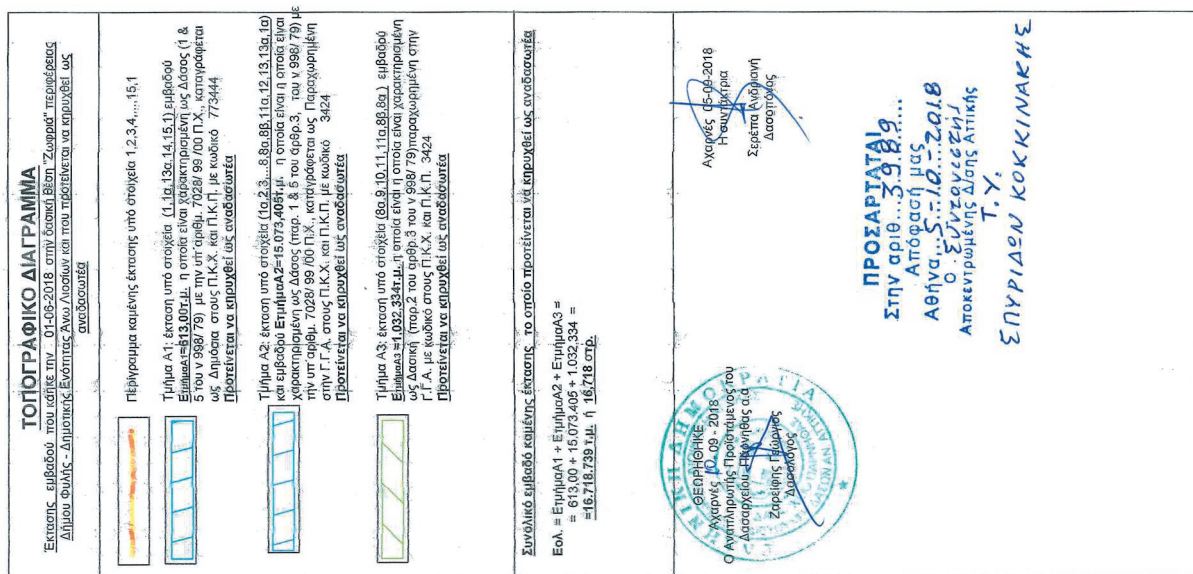 ΤΟΠΟΓΡΑΦΙΚΟ ΔΙΑΓΡΑΜΜΑ
Έκτασης εμβαδού που κάηκε την 01-06-2018 στην δασική θέση "Ζωφριά" περιφέρειας
Δήμου Φυλής - Δημοτικής Ενότητας Άνω Λιοσίων και που προτείνεται να κηρυχθεί ως
αναδασωτέα
Περίγραμμα καμένης έκτασης υπό στοιχεία 1,2,3,4,....,15,1
Τμήμα Α1: έκταση υπό στοιχεία (1,1α,13α,14,15,1) εμβαδού
ΕτμήμαΑ1=613,00τ.μ. η οποία είναι χαρακτηρισμένη ως Δάσος (1 &
5 του ν 998/ 79) με την υπ΄αριθμ. 7028/ 99 /00 Π.Χ., καταγράφεται
ως Δημόσια στους Π.Κ.Χ. και Π.Κ.Π. με κωδικό 773444
Προτείνεται να κηρυχθεί ως αναδασωτέα
Τμήμα Α2: έκταση υπό στοιχεία (1α,2,3,...,8,8α,8β,11α,12,13,13α,1α)
και εμβαδού ΕτμήμαΑ2=15.073,405τ.μ. η οποία είναι η οποία είναι
χαρακτηρισμένη ως Δάσος (παρ. 1 & 5 του αρθρ.3, του ν 998/ 79) με
την υπ΄αριθμ. 7028/ 99 /00 Π.Χ., καταγράφεται ως Παραχωρημένη
στην Γ.Γ.Α. στους Π.Κ.Χ. και Π.Κ.Π. με κωδικό 3424
Προτείνεται να κηρυχθεί ως αναδασωτέα
Τμήμα Α3: έκταση υπό στοιχεία (8α,9,10,11,11α,8β,8α ) εμβαδού
ΕτμήμαΑ3 =1.032,334τ.μ. η οποία είναι η οποία είναι χαρακτηρισμένη
ως Δασική (παρ.2 του αρθρ.3 του ν 998/ 79)παραχωρημένη στην
Γ.Γ.Α. με κωδικό στους Π.Κ.Χ. και Π.Κ.Π. 3424
Προτείνεται να κηρυχθεί ως αναδασωτέα
Συνολικό εμβαδό καμένης έκτασης, το οποίο προτείνεται να κηρυχθεί ως αναδασωτέο
Εολ. = ΕτμήμαΑ1 + ΕτμήμαΑ2 + ΕτμήμαΑ3 =
= 613,00 + 15.073,405 + 1.032,334 =
=16.718,739 τ.μ. ή 16,718 στρ.
ΘΕΩΡΗΘΗΚΕ
Αχαρνές 10 - 09 - 2018
Ο Αναπληρωτής Προϊστάμενος του
Δασαρχείου Πάρνηθας α.α
Ζαρείφης Γεώργιος
Δασολόγος
Αχαρνές 05-09-2018
Η συντάκτρια
Σερέττα Ανδριανή
Δασοπόνος
ΠΡΟΣΑΡΤΑΤΑΙ
Στην αριθ...3989....
Απόφασή μας
Αθήνα, 5-10-2018
Ο Συντονιστής
Αποκεντρωμένης Δ/σης Αττικής
Τ.Υ.
ΣΠΥΡΙΔΩΝ ΚΟΚΚΙΝΑΚΗΣ